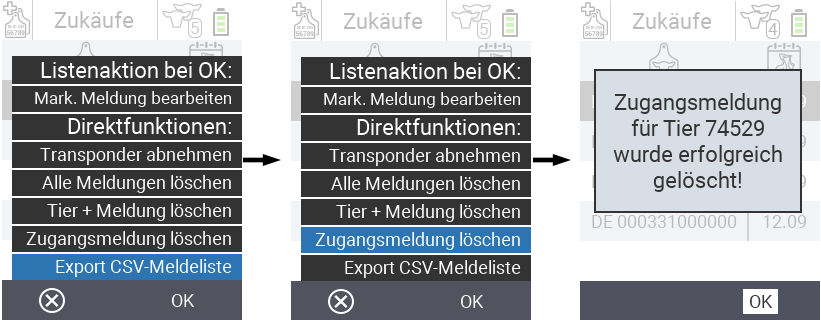 56789
Zukäufe
5
Listenaktion bei OK:
Mark. Meldung bearbeiten
Direktfunktionen:
Transponder abnehmen
Alle Meldungen löschen
Tier + Meldung löschen
Zugangsmeldung löschen
Export CSV-Meldeliste
OK
56789
Zukäufe
5
Listenaktion bei OK:
Mark. Meldung bearbeiten
Direktfunktionen:
Transponder abnehmen
Alle Meldungen löschen
Tier + Meldung löschen
Zugangsmeldung löschen
Export CSV-Meldeliste
OK
56789
Zukäufe
4
Zugangsmeldung
für Tier 74529
wurde erfolgreich
gelöscht!
DE 000331000000 12.09
OK